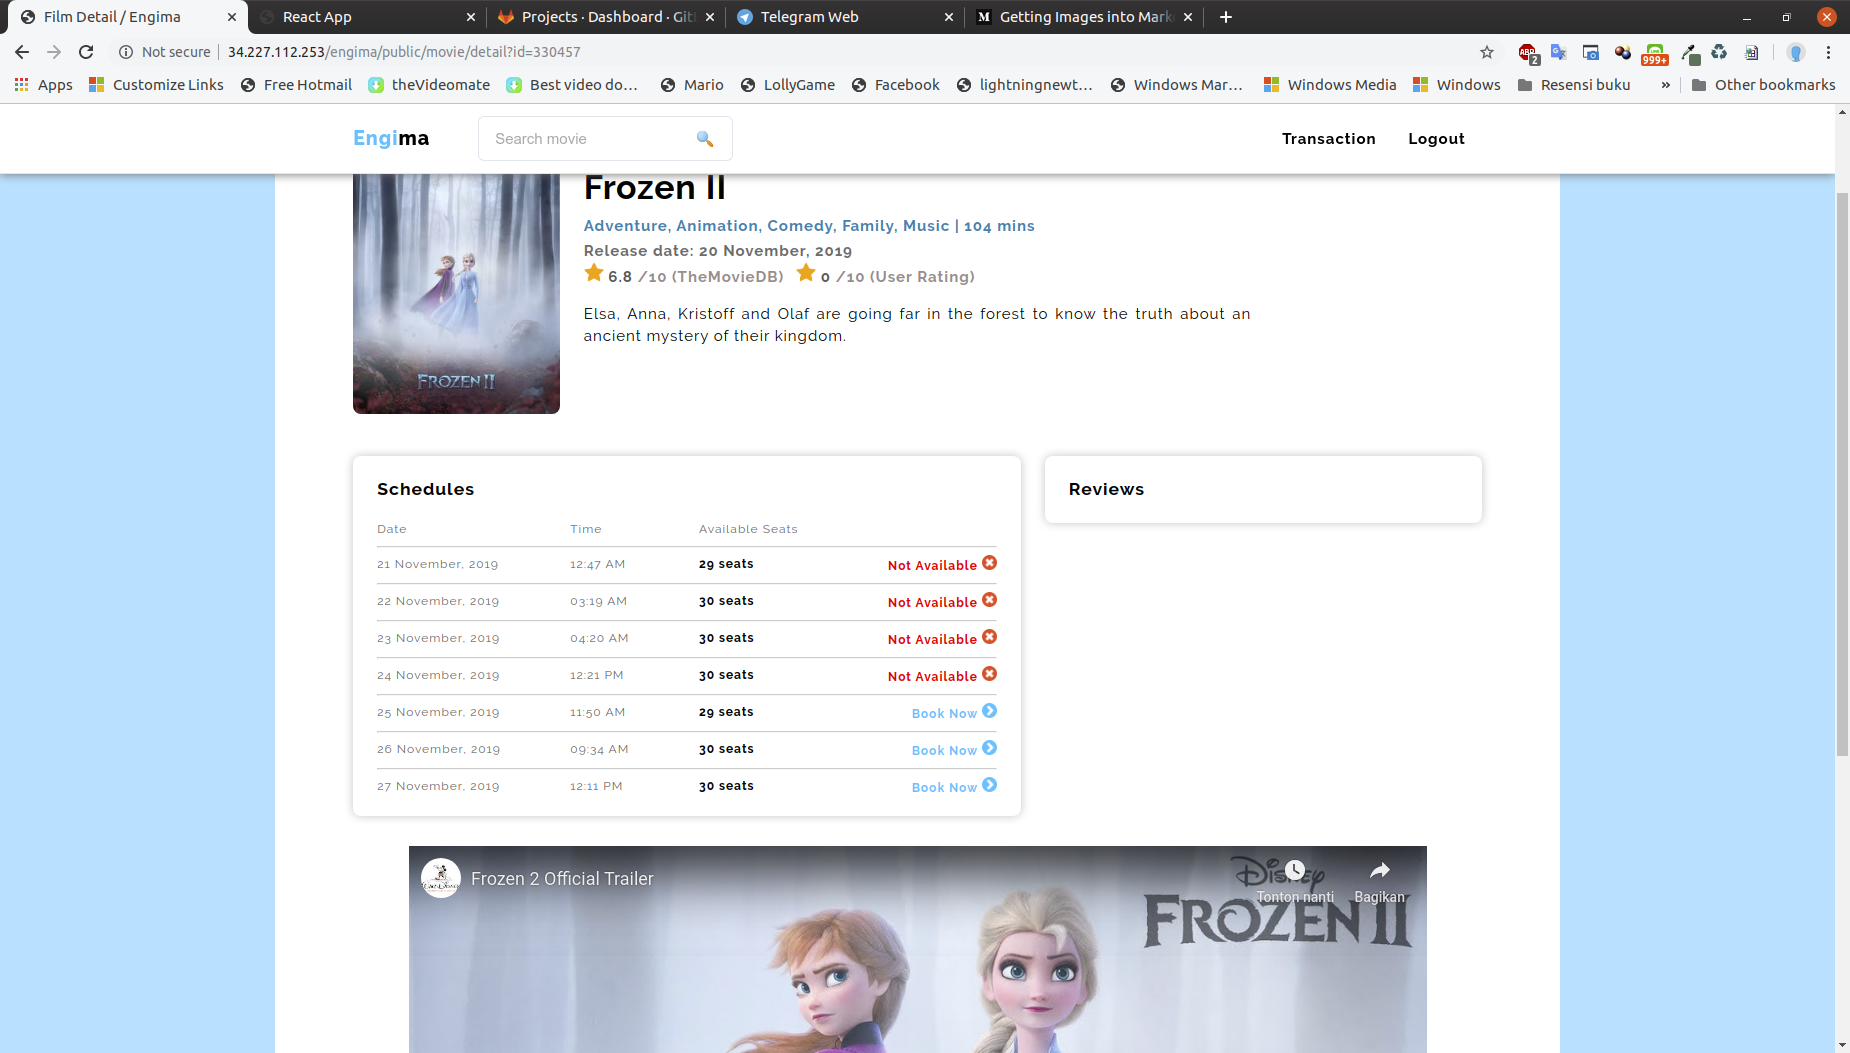 Film Detail / Engima
React App
Projects · Dashboard · Git
Telegram Web
M
Getting Images into Mark
Not secure
34.227.112.253/engima/public/movie/detail?id=330457
ABP
2
999+
Apps
Customize Links
Free Hotmail
theVideomate
Best video do...
Mario
LollyGame
Facebook
lightningnewt...
Windows Mar...
Windows Media
Windows
Resensi buku
»
Other bookmarks
Engima
Search movie
Transaction
Logout
Frozen II
Adventure, Animation, Comedy, Family, Music | 104 mins
Release date: 20 November, 2019
6.8 /10 (TheMovieDB)
0 /10 (User Rating)
Elsa, Anna, Kristoff and Olaf are going far in the forest to know the truth about an
ancient mystery of their kingdom.
FROZEN II
Schedules
Date Time Available Seats
21 November, 2019 12:47 AM 29 seats Not Available
22 November, 2019 03:19 AM 30 seats Not Available
23 November, 2019 04:20 AM 30 seats Not Available
24 November, 2019 12:21 PM 30 seats Not Available
25 November, 2019 11:50 AM 29 seats Book Now
26 November, 2019 09:34 AM 30 seats Book Now
27 November, 2019 12:11 PM 30 seats Book Now
Reviews
Frozen 2 Official Trailer
Tonton nanti
Bagikan
Disney
FROZEN II